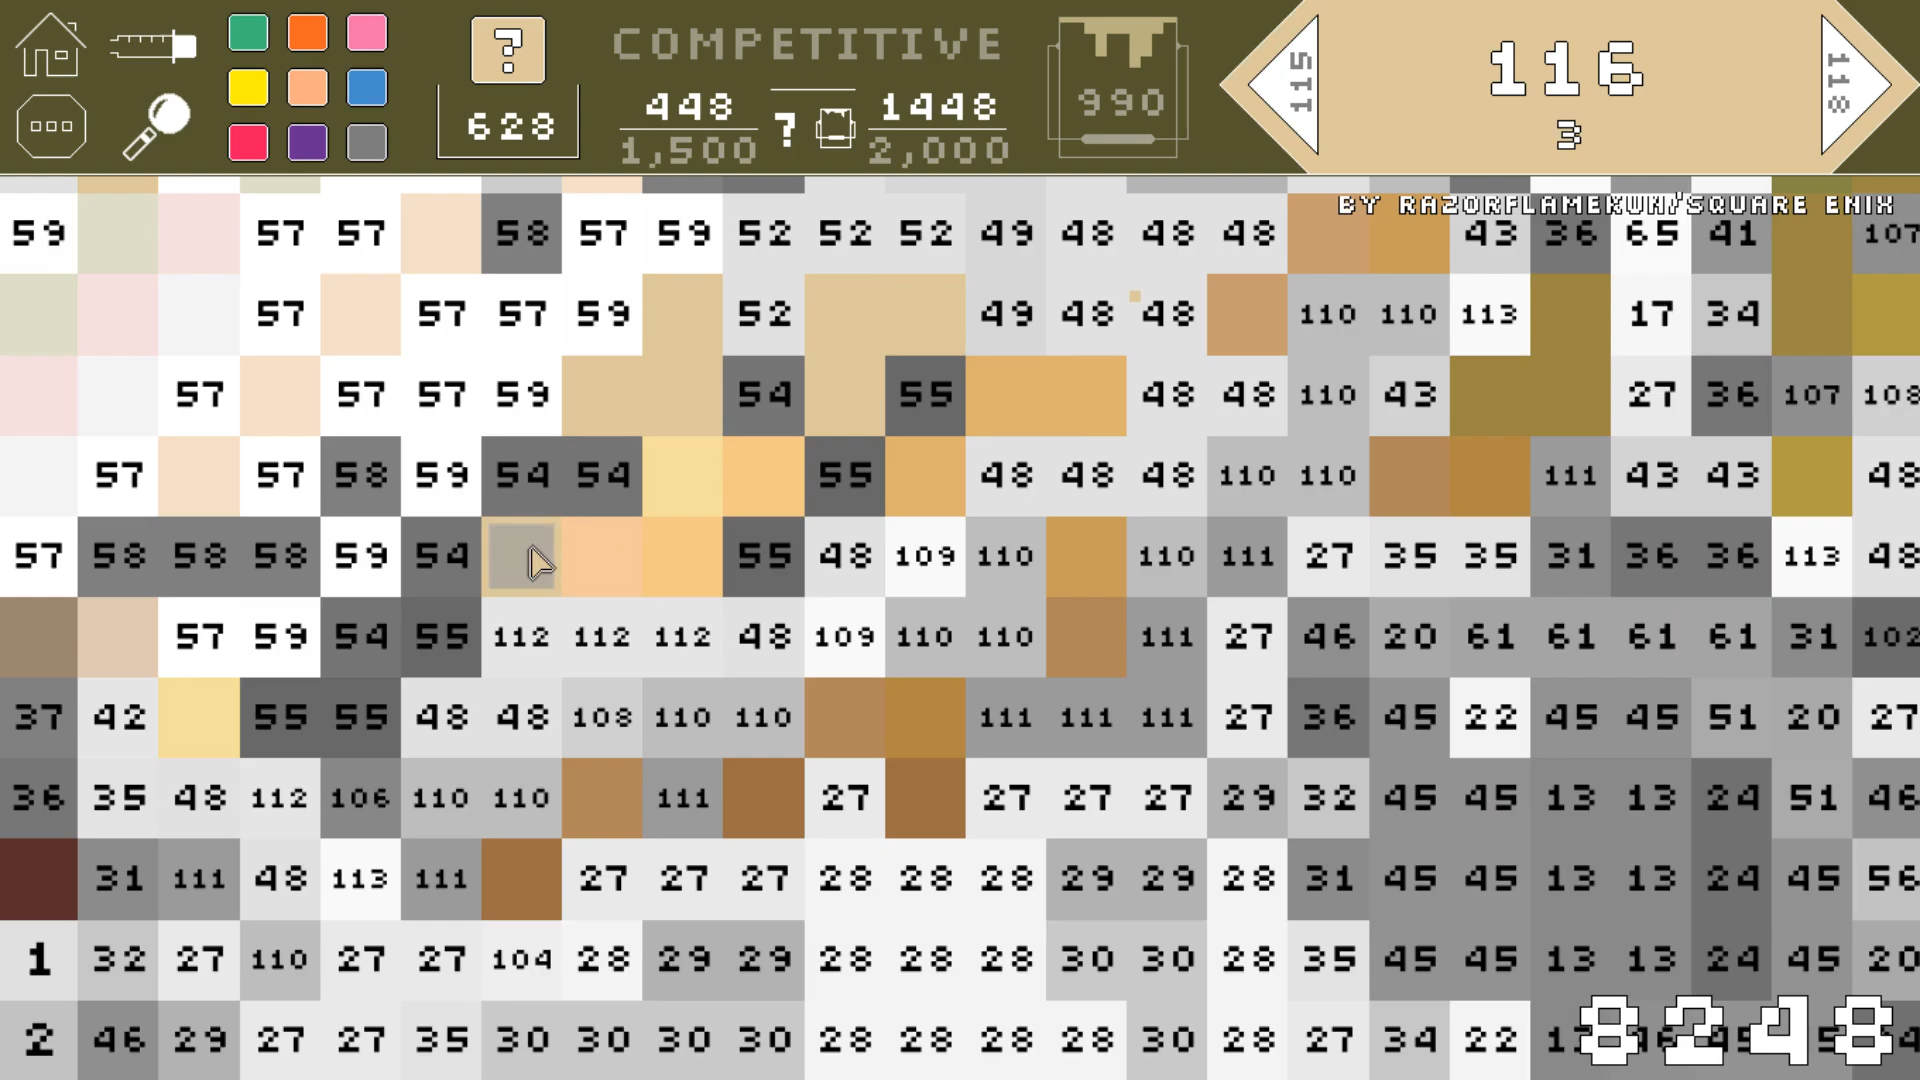 COMPETITIVE
?
628
448
1,500
?
1448
2,000
990
115
116
3
118
BY RAZORFLAMEKUN/SQUARE ENIX
59 57 57 58 57 59 52 52 52 49 48 48 48 43 36 65 41 107
57 57 57 59 52 49 48 48 110 110 113 17 34
57 57 57 59 54 55 48 48 110 43 27 36 107 108
57 57 58 59 54 54 55 48 48 48 110 110 111 43 43 48
57 58 58 58 59 54 55 48 109 110 110 111 27 35 35 31 36 36 113 48
57 59 54 55 112 112 112 48 109 110 110 111 27 46 20 61 61 61 61 31 102
37 42 55 55 48 48 108 110 110 111 111 111 27 36 45 22 45 45 51 20 27
36 35 48 112 106 110 110 111 27 27 27 27 29 32 45 45 13 13 24 51 46
31 111 48 113 111 27 27 27 28 28 28 29 29 28 31 45 45 13 13 24 45 56
1 32 27 110 27 27 104 28 29 29 28 28 28 30 30 28 35 45 45 13 13 24 45 20
2 46 29 27 27 35 30 30 30 30 28 28 28 28 30 28 27 34 22
8248